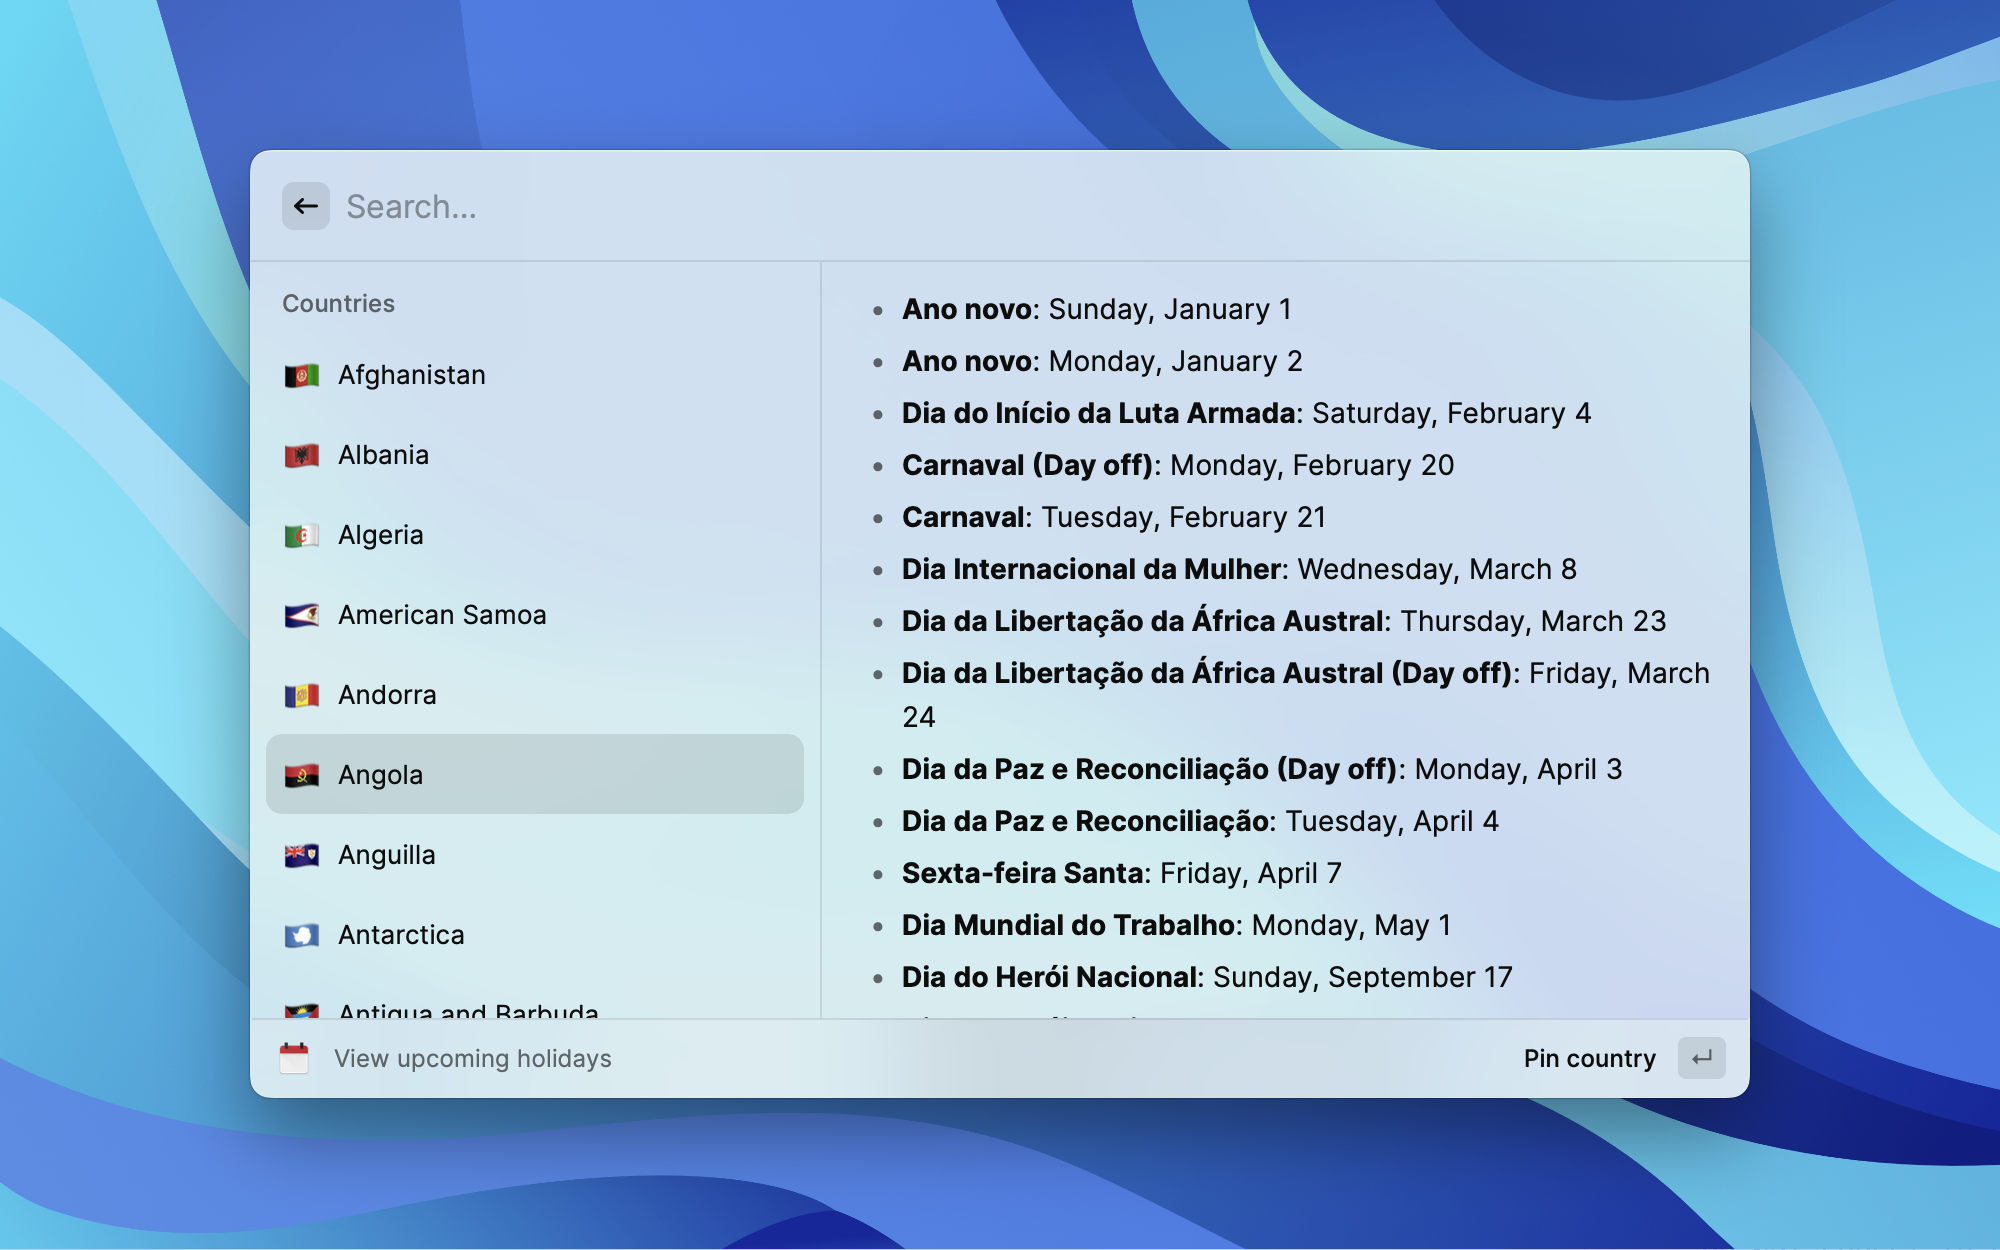 Search...
Countries
Afghanistan
Albania
Algeria
American Samoa
Andorra
Angola
Anguilla
Antarctica
Antigua and Barbuda
Ano novo: Sunday, January 1
Ano novo: Monday, January 2
Dia do Início da Luta Armada: Saturday, February 4
Carnaval (Day off): Monday, February 20
Carnaval: Tuesday, February 21
Dia Internacional da Mulher: Wednesday, March 8
Dia da Libertação da África Austral: Thursday, March 23
Dia da Libertação da África Austral (Day off): Friday, March
24
Dia da Paz e Reconciliação (Day off): Monday, April 3
Dia da Paz e Reconciliação: Tuesday, April 4
Sexta-feira Santa: Friday, April 7
Dia Mundial do Trabalho: Monday, May 1
Dia do Herói Nacional: Sunday, September 17
View upcoming holidays
Pin country